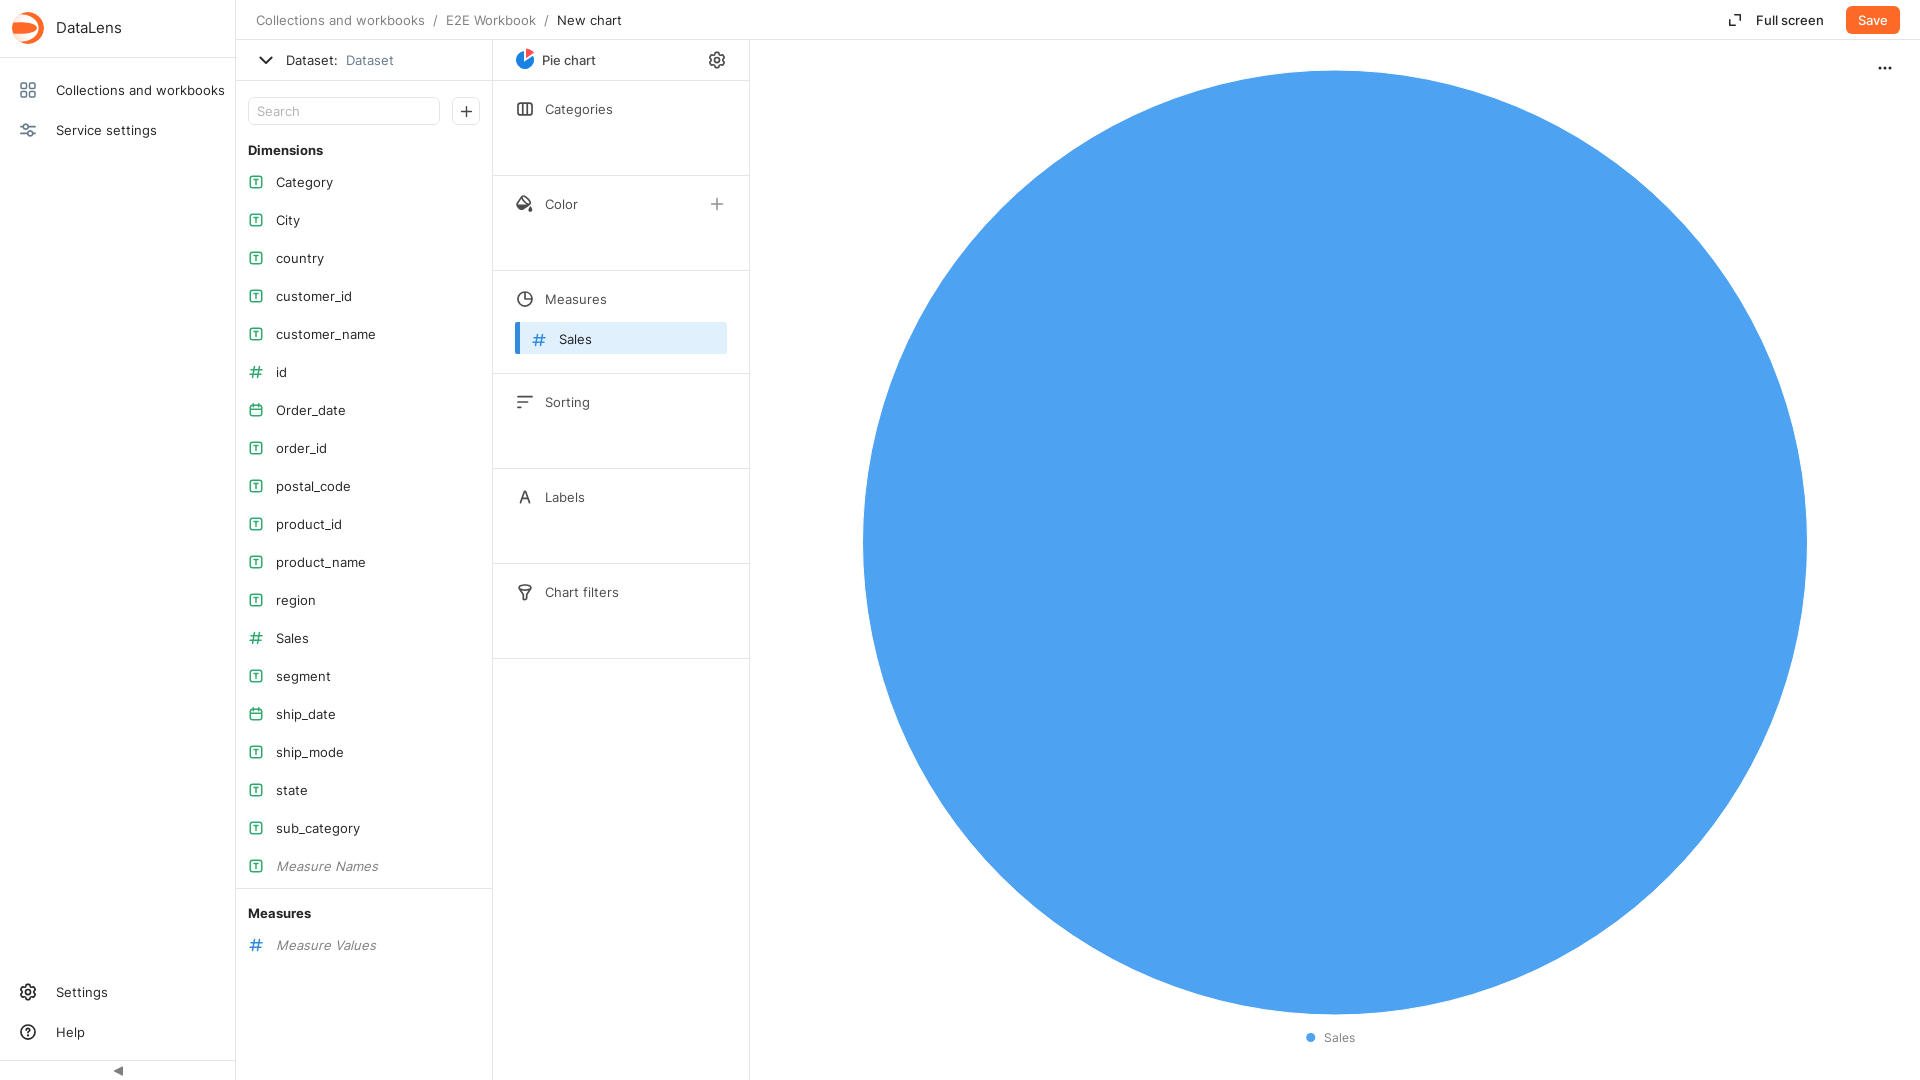 DataLens
Collections and workbooks
Service settings
Settings
Help
Collections and workbooks / E2E Workbook / New chart
Full screen
Save
Dataset: Dataset
Search
Dimensions
Category
City
country
customer_id
customer_name
id
Order_date
order_id
postal_code
product_id
product_name
region
Sales
segment
ship_date
ship_mode
state
sub_category
Measure Names
Measures
Measure Values
Pie chart
Categories
Color
Measures
Sales
Sorting
Labels
Chart filters
Sales